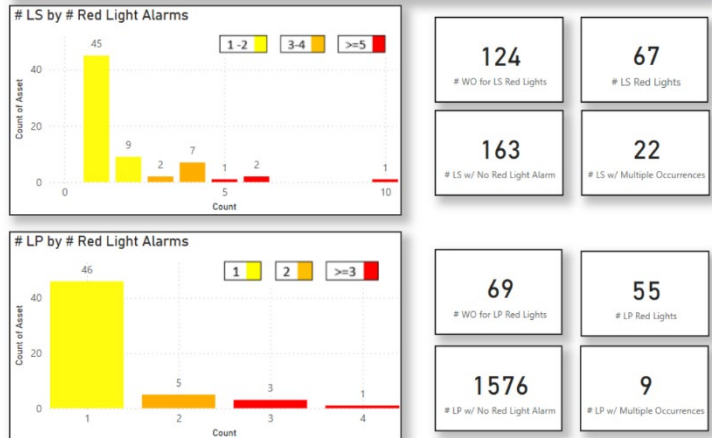 # LS by # Red Light Alarms
1 -2
3-4
>=5
45
9
2
7
1
2
1
40
20
0
Count of Asset
0
5
10
Count
124
# WO for LS Red Lights
67
# LS Red Lights
163
# LS w/ No Red Light Alarm
22
# LS w/ Multiple Occurrences
# LP by # Red Light Alarms
1
2
>=3
46
5
3
1
40
20
0
Count of Asset
1
2
3
4
Count
69
# WO for LP Red Lights
55
# LP Red Lights
1576
# LP w/ No Red Light Alarm
9
# LP w/ Multiple Occurrences